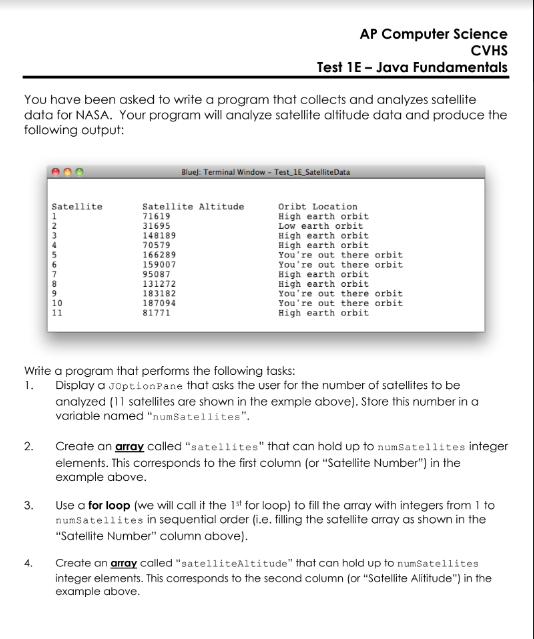 AP Computer Science
CVHS
Test 1E – Java Fundamentals
You have been asked to write a program that collects and analyzes satellite
data for NASA. Your program will analyze satellite altitude data and produce the
following output:
BlueJ: Terminal Window - Test_1E_SatelliteData
Satellite Satellite Altitude Oribt Location
1 71619 High earth orbit
2 31695 Low earth orbit
3 148189 High earth orbit
4 70579 High earth orbit
5 166289 You're out there orbit
6 159007 You're out there orbit
7 95087 High earth orbit
8 131272 High earth orbit
9 183182 You're out there orbit
10 187094 You're out there orbit
11 81771 High earth orbit
Write a program that performs the following tasks:
1. Display a JOptionPane that asks the user for the number of satellites to be
analyzed (11 satellites are shown in the exmple above). Store this number in a
variable named "numSatellites".
2. Create an array called "satellites" that can hold up to numSatellites integer
elements. This corresponds to the first column (or "Satellite Number") in the
example above.
3. Use a for loop (we will call it the 1st for loop) to fill the array with integers from 1 to
numSatellites in sequential order (i.e. filling the satellite array as shown in the
"Satellite Number" column above).
4. Create an array called "satelliteAltitude" that can hold up to numSatellites
integer elements. This corresponds to the second column (or "Satellite Alititude") in the
example above.